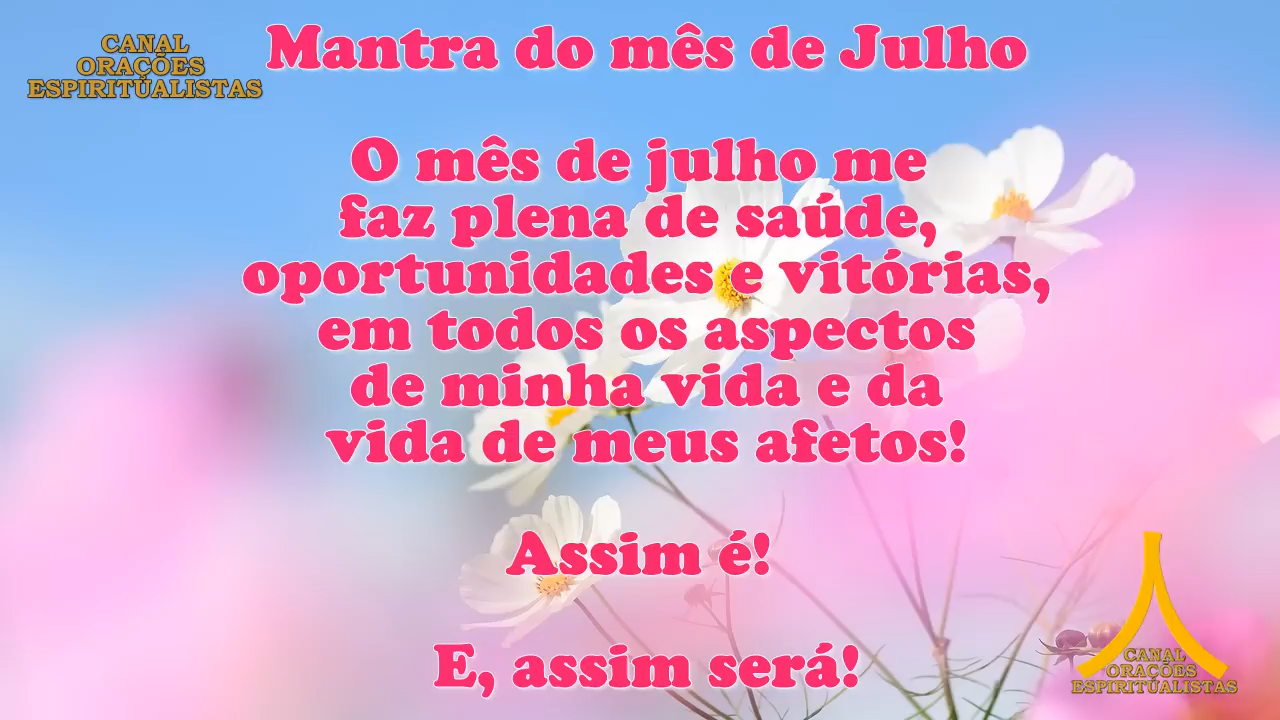 CANAL
ORAÇÕES
ESPIRITUALISTAS
Mantra do mês de Julho
O mês de julho me
faz plena de saúde,
oportunidades e vitórias,
em todos os aspectos
de minha vida e da
vida de meus afetos!
Assim é!
E, assim será!
CANAL
ORAÇÕES
ESPIRITUALISTAS